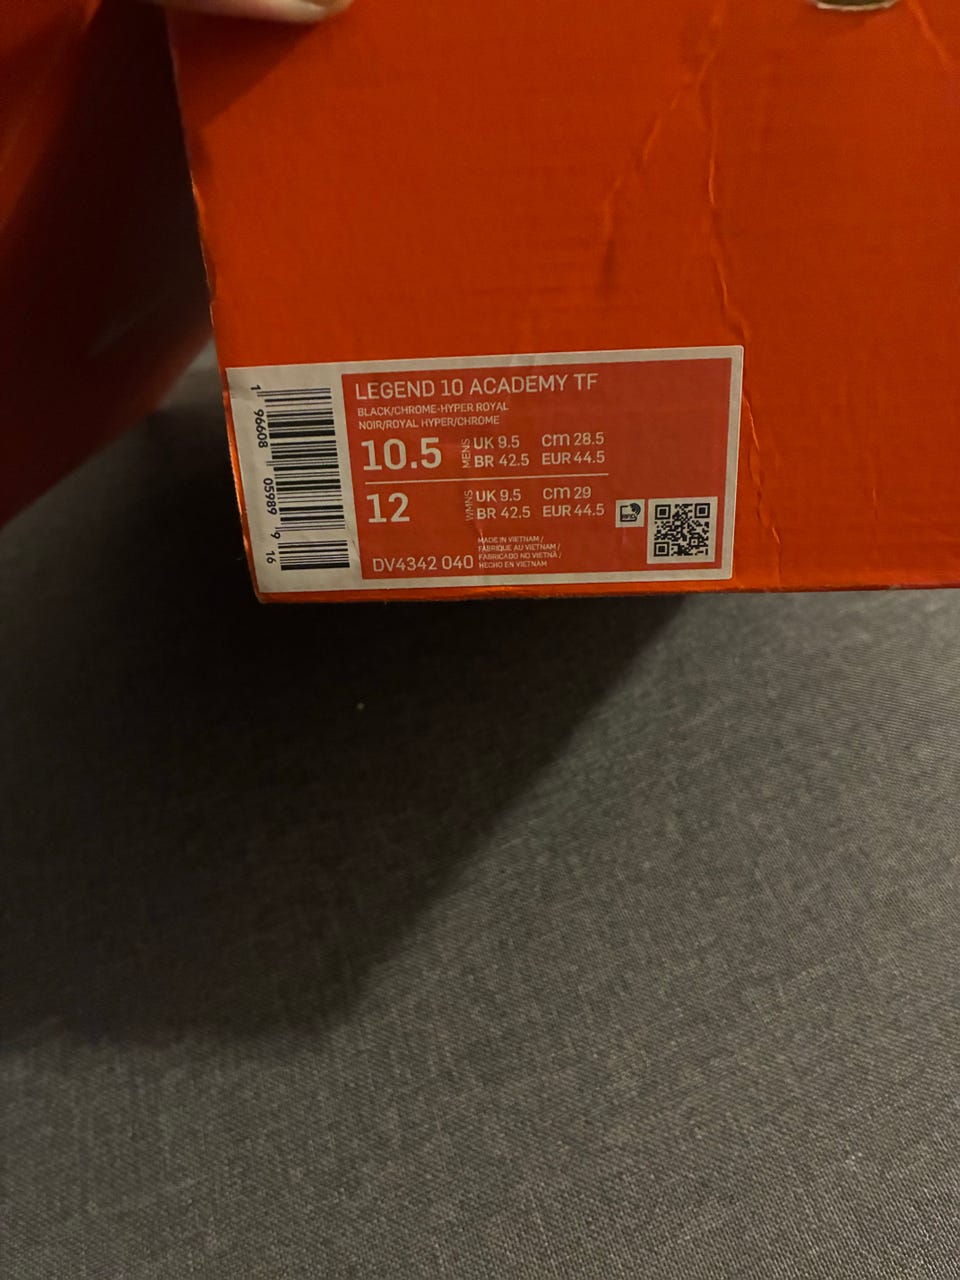 LEGEND 10 ACADEMY TF
BLACK/CHROME-HYPER ROYAL
NOIR/ROYAL HYPER/CHROME
10.5 MENS UK 9.5 cm 28.5
BR 42.5 EUR 44.5
12 WMNS UK 9.5 cm 29
BR 42.5 EUR 44.5
DV4342 040
MADE IN VIETNAM /
FABRIQUE AU VIETNAM /
FABRICADO NO VIETNÃ /
HECHO EN VIETNAM
1 96608 05989 9 16